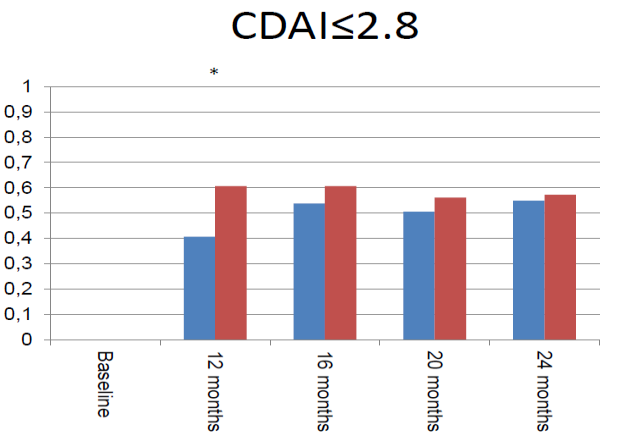 CDAI≤2.8
*
1
0,9
0,8
0,7
0,6
0,5
0,4
0,3
0,2
0,1
0
Baseline
12 months
16 months
20 months
24 months